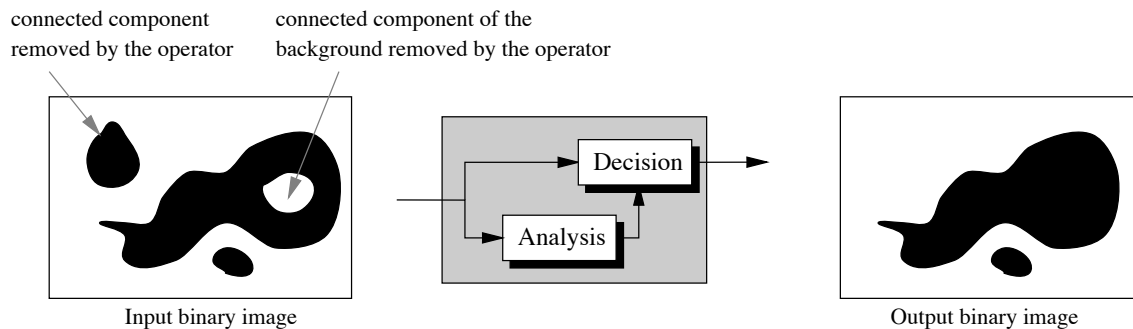 connected component
removed by the operator
connected component of the
background removed by the operator
Decision
Analysis
Input binary image
Output binary image